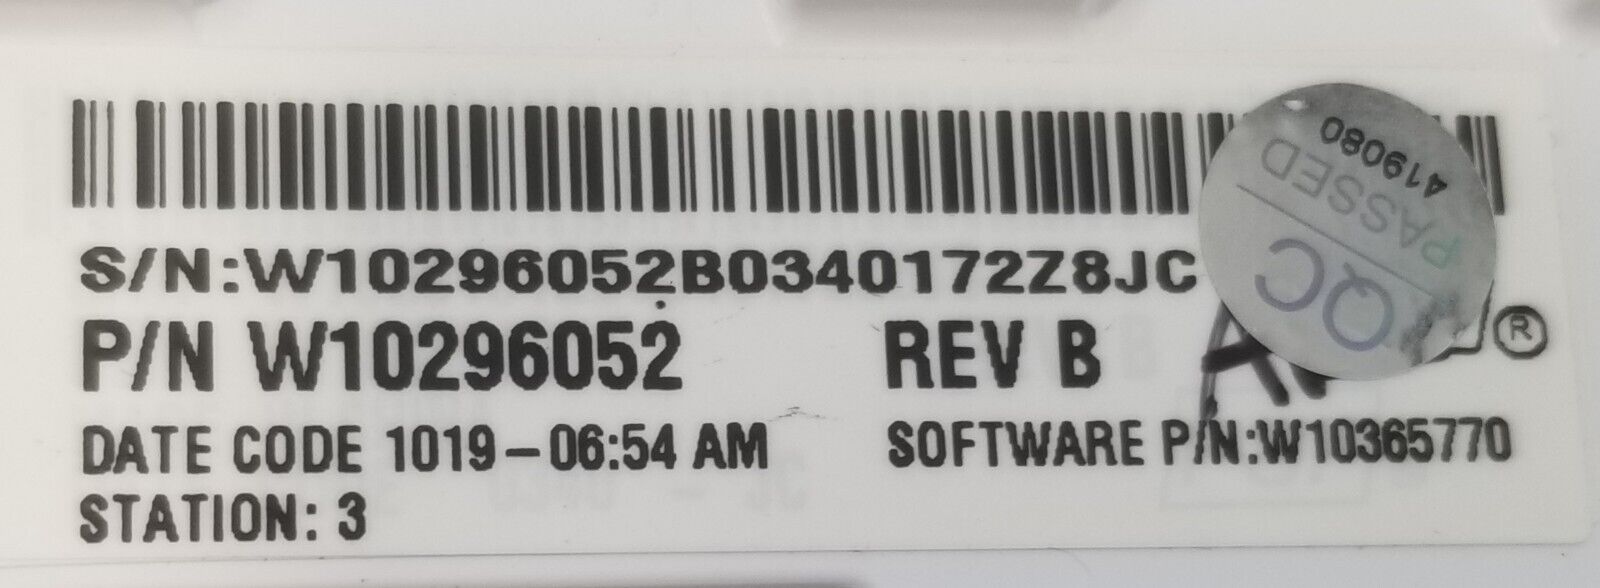 419080
PASSED
QC
S/N:W10296052B0340172Z8JC
P/N W10296052 REV B ®
DATE CODE 1019-06:54 AM SOFTWARE P/N:W10365770
STATION: 3